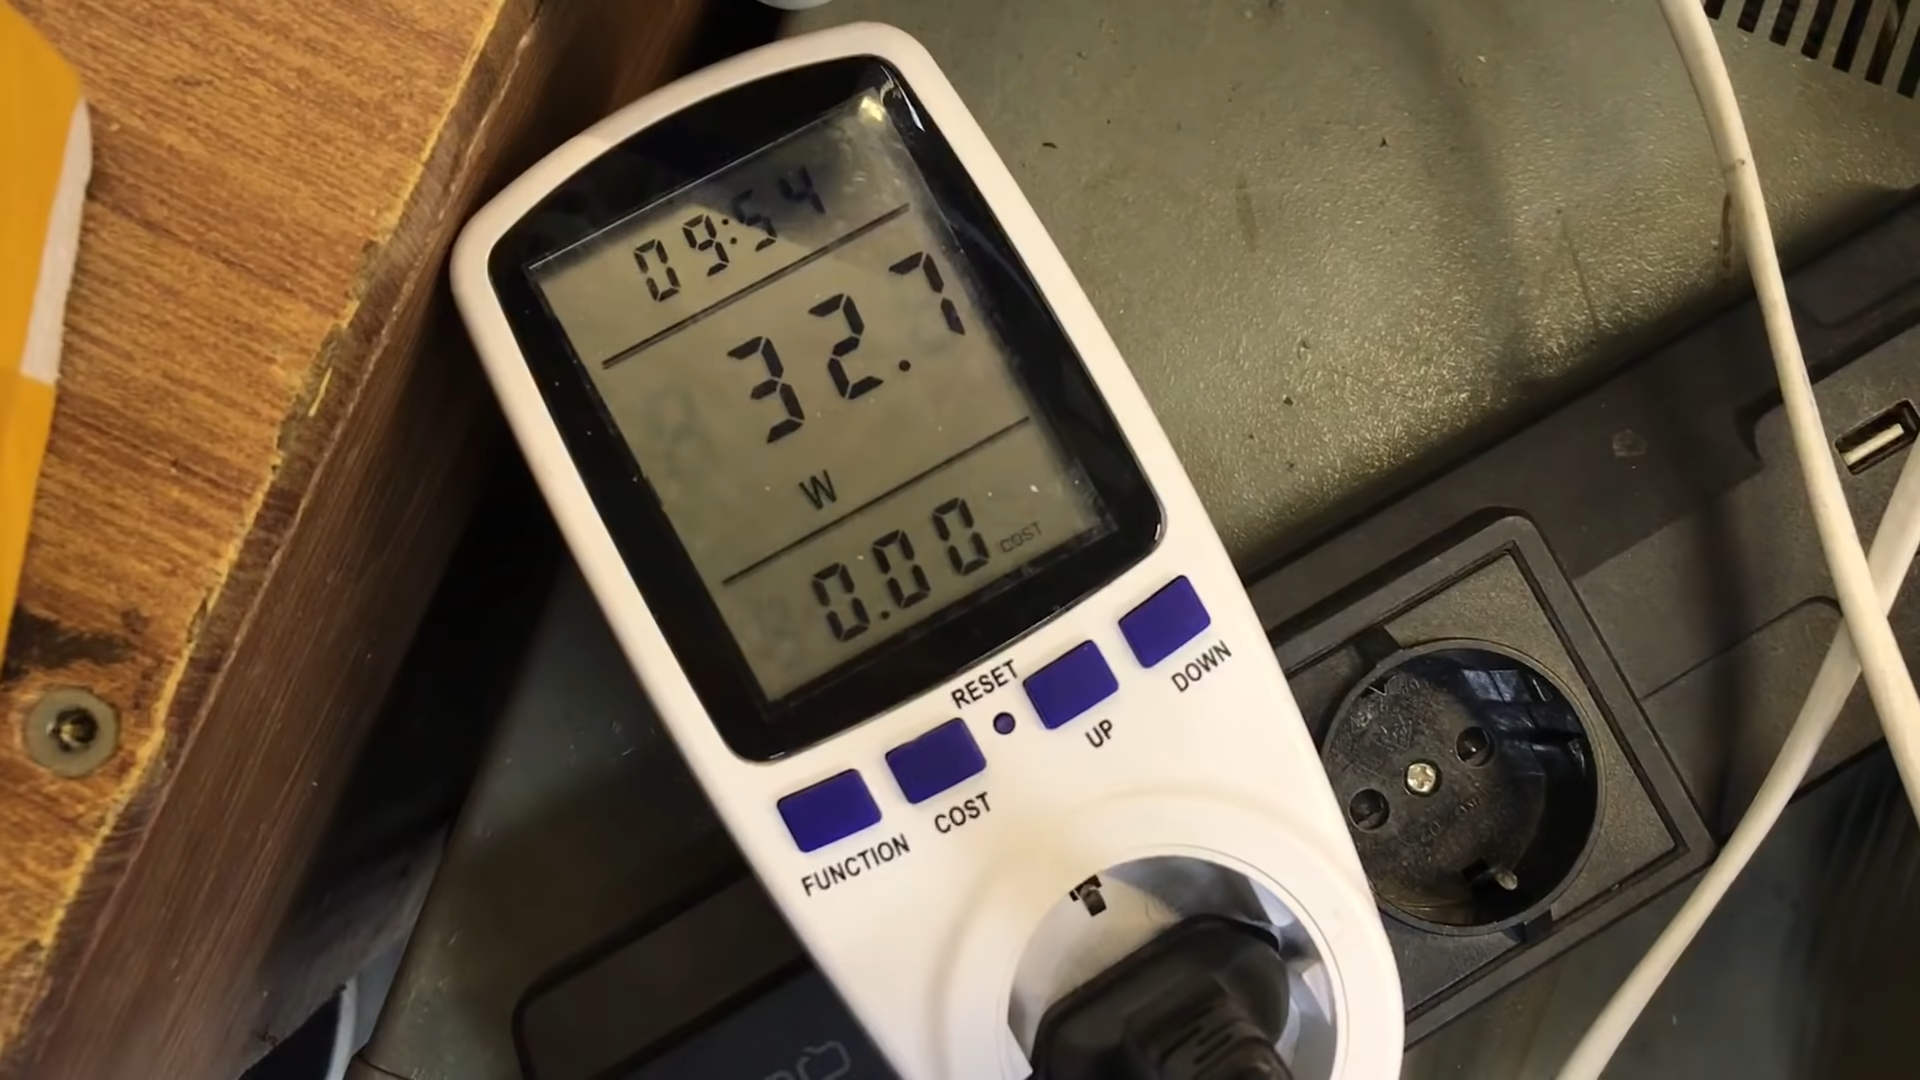 09:54
32.7
W
0.00 COST
RESET
FUNCTION
COST
UP
DOWN